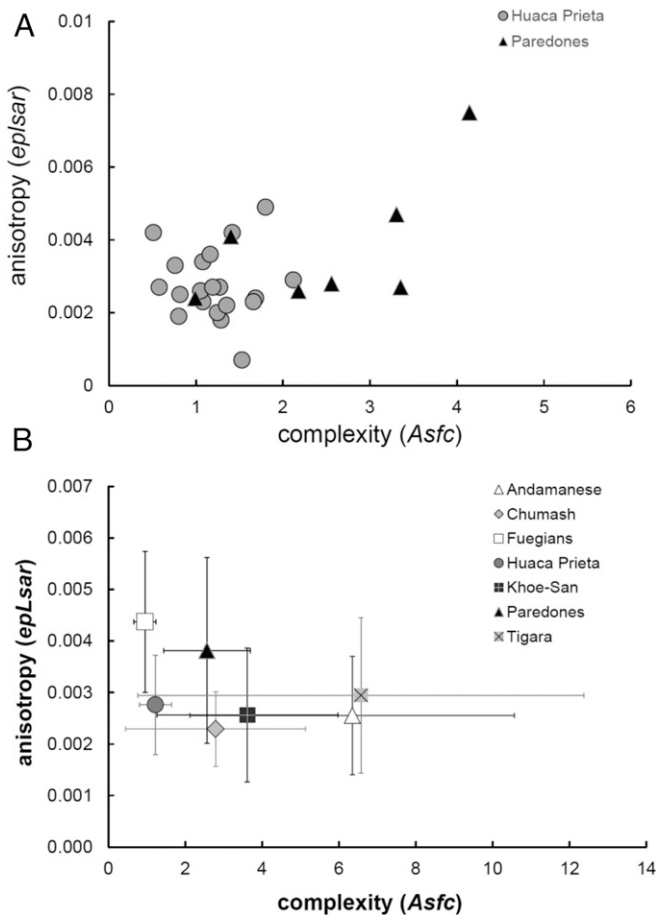 A
Huaca Prieta
Paredones
0.01
0.008
0.006
0.004
0.002
0
anisotropy (eplsar)
0 1 2 3 4 5 6
complexity (Asfc)
B
Andamanese
Chumash
Fuegians
Huaca Prieta
Khoe-San
Paredones
Tigara
0.007
0.006
0.005
0.004
0.003
0.002
0.001
0.000
anisotropy (epLsar)
0 2 4 6 8 10 12 14
complexity (Asfc)